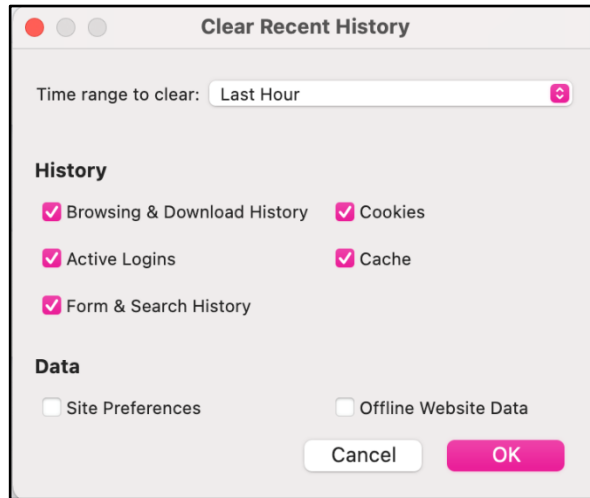 Clear Recent History
Time range to clear: Last Hour
History
Browsing & Download History Cookies
Active Logins Cache
Form & Search History
Data
Site Preferences Offline Website Data
Cancel OK